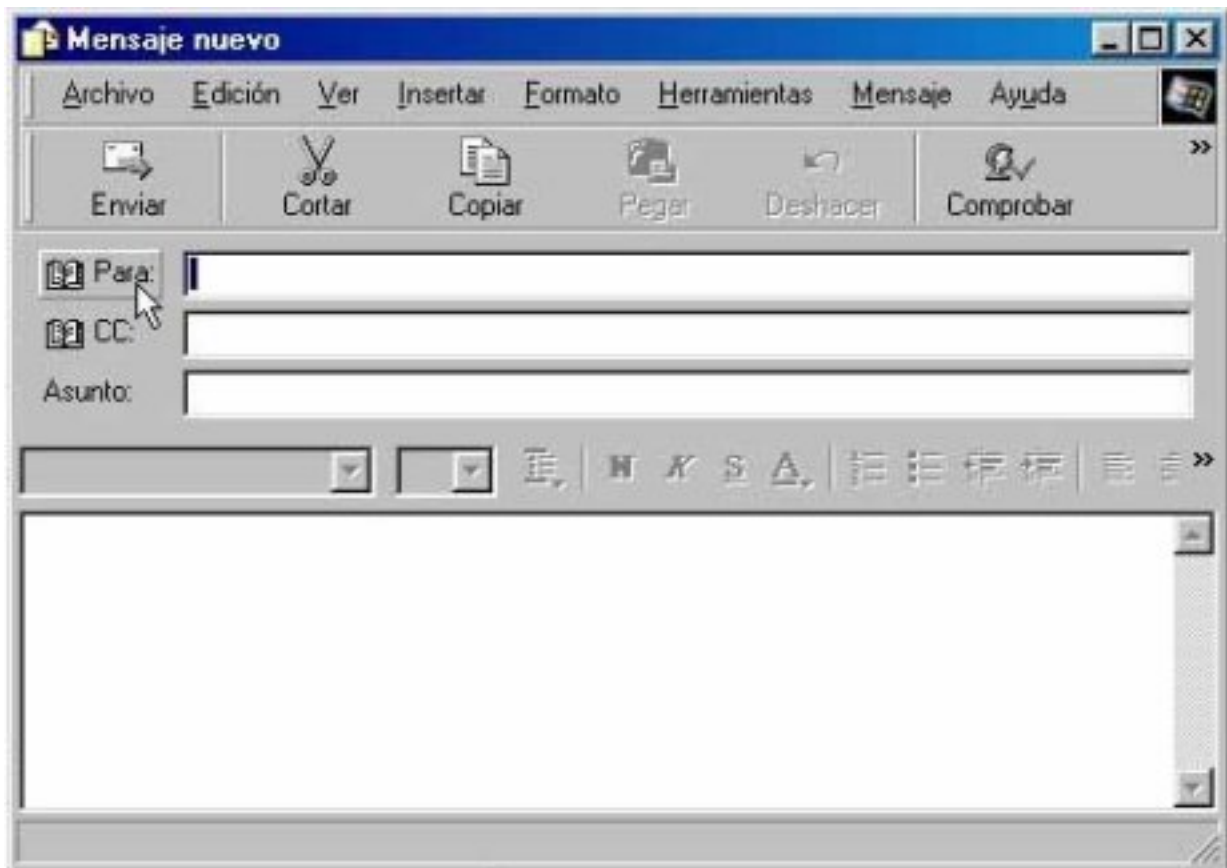 Mensaje nuevo
Archivo Edición Ver Insertar Formato Herramientas Mensaje Ayuda
Enviar Cortar Copiar Pegar Deshacer Comprobar »
Para:
CC:
Asunto:
N K S A »